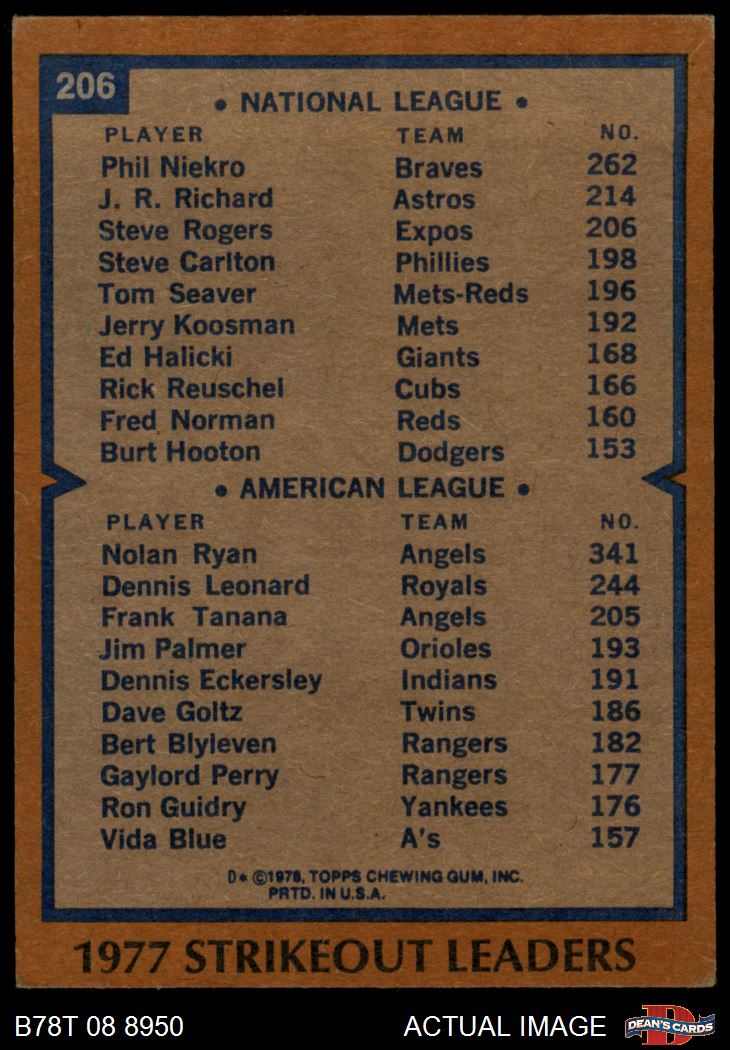 206
• NATIONAL LEAGUE •
PLAYER TEAM NO.
Phil Niekro Braves 262
J. R. Richard Astros 214
Steve Rogers Expos 206
Steve Carlton Phillies 198
Tom Seaver Mets-Reds 196
Jerry Koosman Mets 192
Ed Halicki Giants 168
Rick Reuschel Cubs 166
Fred Norman Reds 160
Burt Hooton Dodgers 153
• AMERICAN LEAGUE •
PLAYER TEAM NO.
Nolan Ryan Angels 341
Dennis Leonard Royals 244
Frank Tanana Angels 205
Jim Palmer Orioles 193
Dennis Eckersley Indians 191
Dave Goltz Twins 186
Bert Blyleven Rangers 182
Gaylord Perry Rangers 177
Ron Guidry Yankees 176
Vida Blue A's 157
D* ©1978, TOPPS CHEWING GUM, INC.
PRTD. IN U.S.A.
1977 STRIKEOUT LEADERS
B78T 08 8950 ACTUAL IMAGE D DEAN'S CARDS